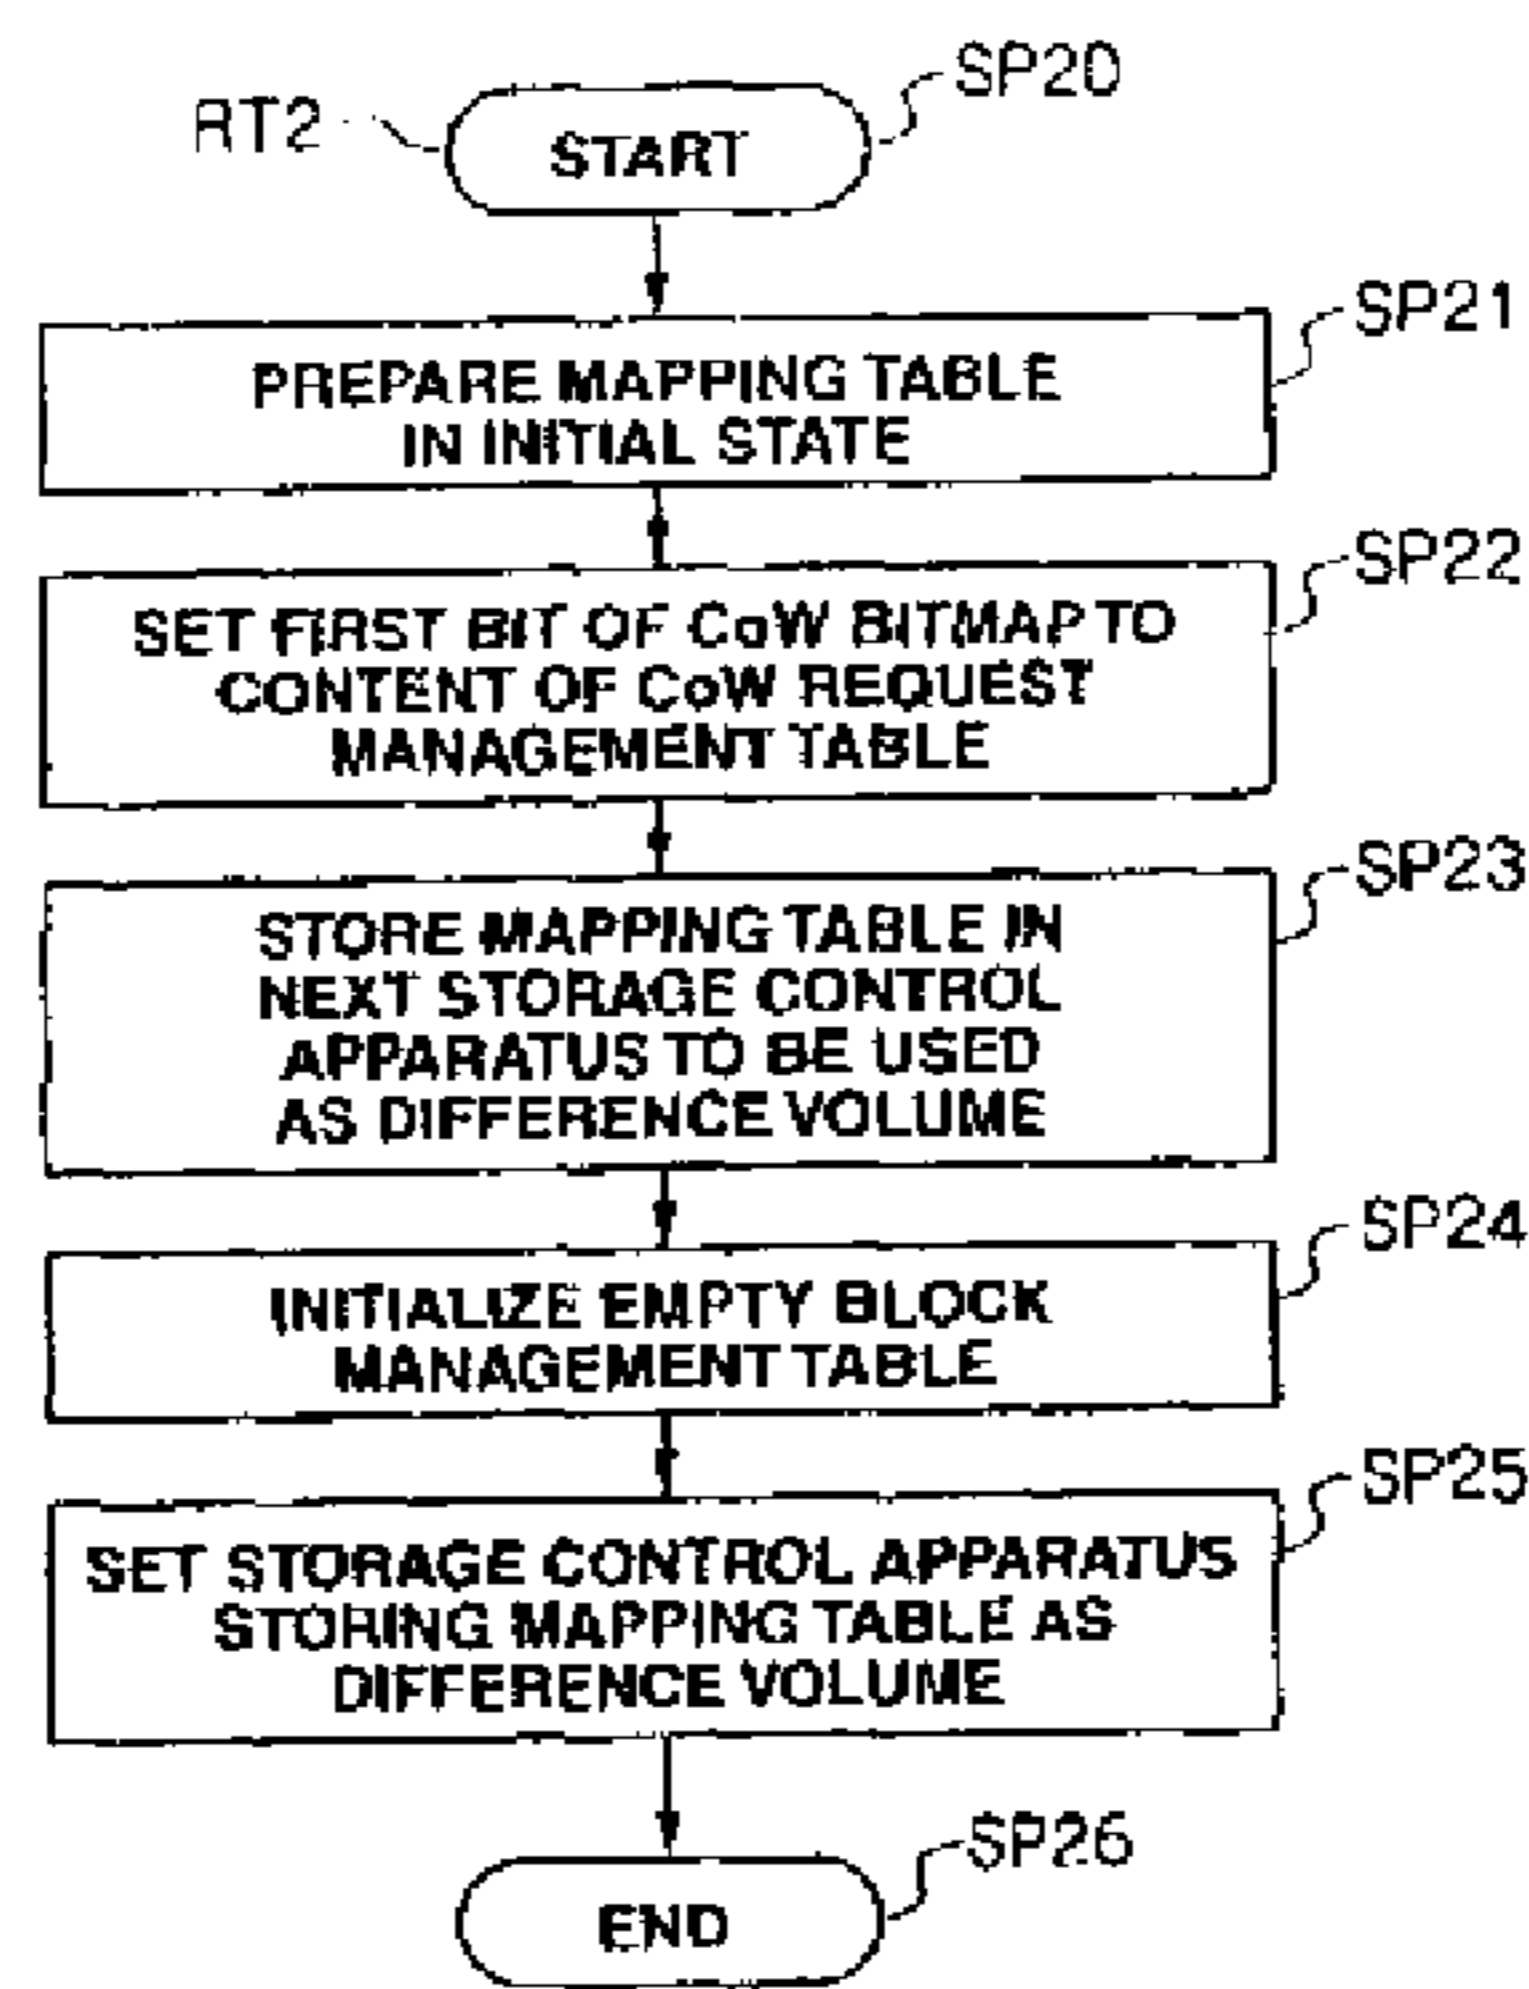 SP20
RT2
START
SP21
PREPARE MAPPING TABLE
IN INITIAL STATE
SP22
SET FIRST BIT OF CoW BITMAP TO
CONTENT OF CoW REQUEST
MANAGEMENT TABLE
SP23
STORE MAPPING TABLE IN
NEXT STORAGE CONTROL
APPARATUS TO BE USED
AS DIFFERENCE VOLUME
SP24
INITIALIZE EMPTY BLOCK
MANAGEMENT TABLE
SP25
SET STORAGE CONTROL APPARATUS
STORING MAPPING TABLE AS
DIFFERENCE VOLUME
SP26
END